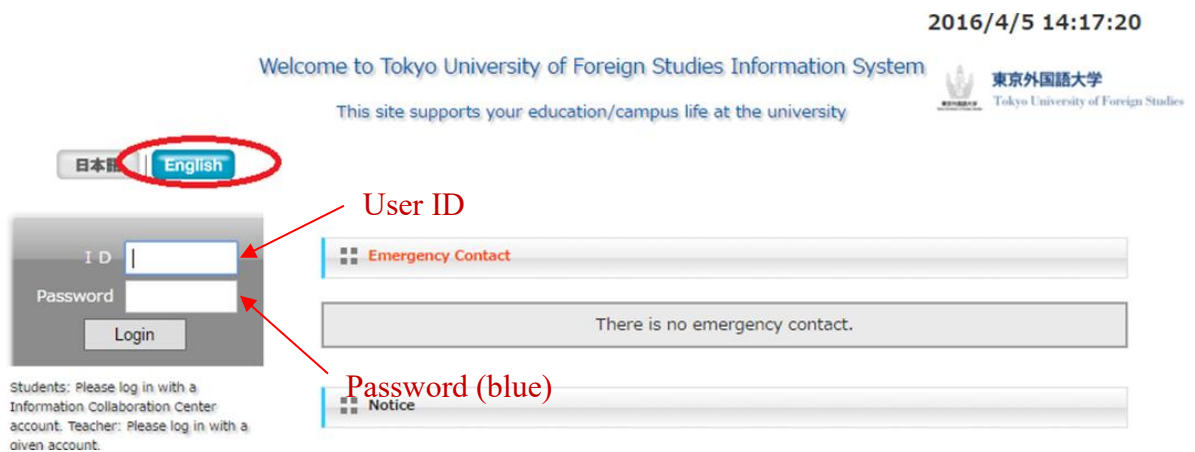 2016/4/5 14:17:20
Welcome to Tokyo University of Foreign Studies Information System
東京外国語大学
Tokyo University of Foreign Studies
This site supports your education/campus life at the university
日本語 | English
User ID
I D
Emergency Contact
Password
There is no emergency contact.
Login
Password (blue)
Notice
Students: Please log in with a
Information Collaboration Center
account. Teacher: Please log in with a
given account.